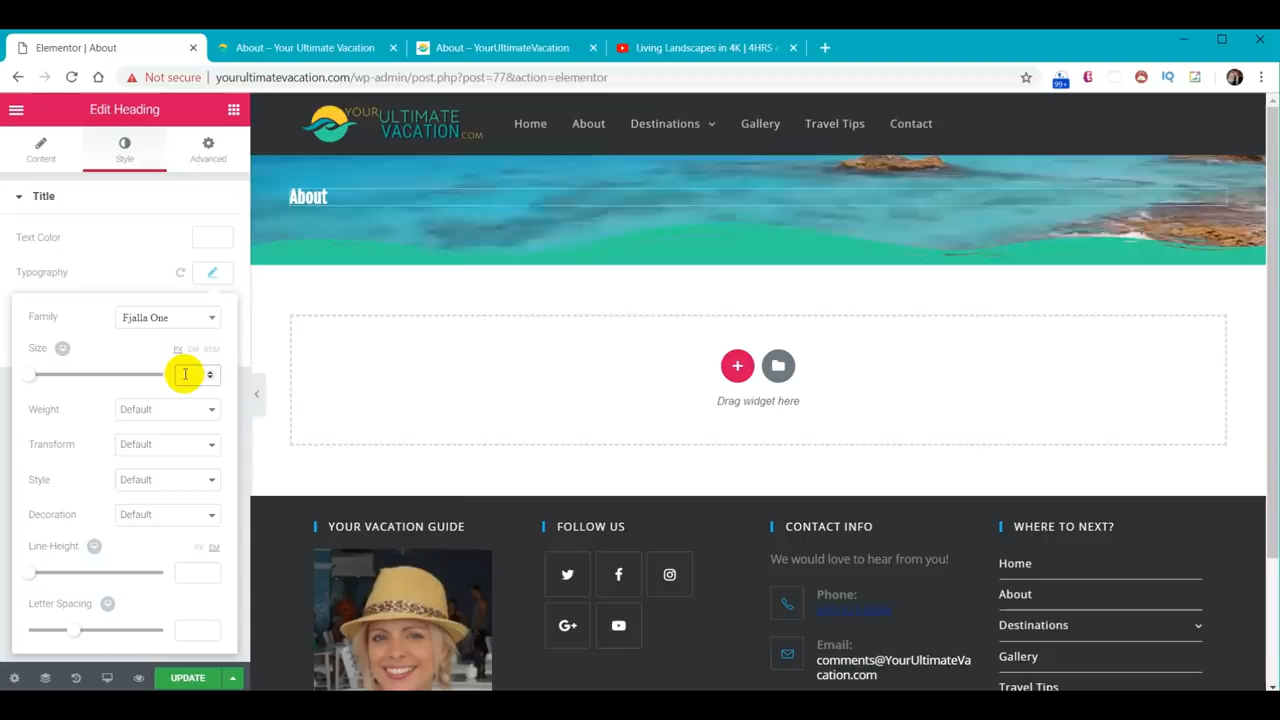 Elementor | About
About – Your Ultimate Vacation
About – YourUltimateVacation
Living Landscapes in 4K | 4HRS
Not secure
yourultimatevacation.com/wp-admin/post.php?post=77&action=elementor
99+
IQ
Edit Heading
Content
Style
Advanced
Title
Text Color
Typography
Family
Fjalla One
Size
PX EM REM
Weight
Default
Transform
Default
Style
Default
Decoration
Default
Line-Height
PX EM
Letter Spacing
UPDATE
YOUR ULTIMATE
VACATION.COM
Home
About
Destinations
Gallery
Travel Tips
Contact
About
Drag widget here
YOUR VACATION GUIDE
FOLLOW US
G+
CONTACT INFO
We would love to hear from you!
Phone:
Email:
comments@YourUltimateVa
cation.com
WHERE TO NEXT?
Home
About
Destinations
Gallery
Travel Tips